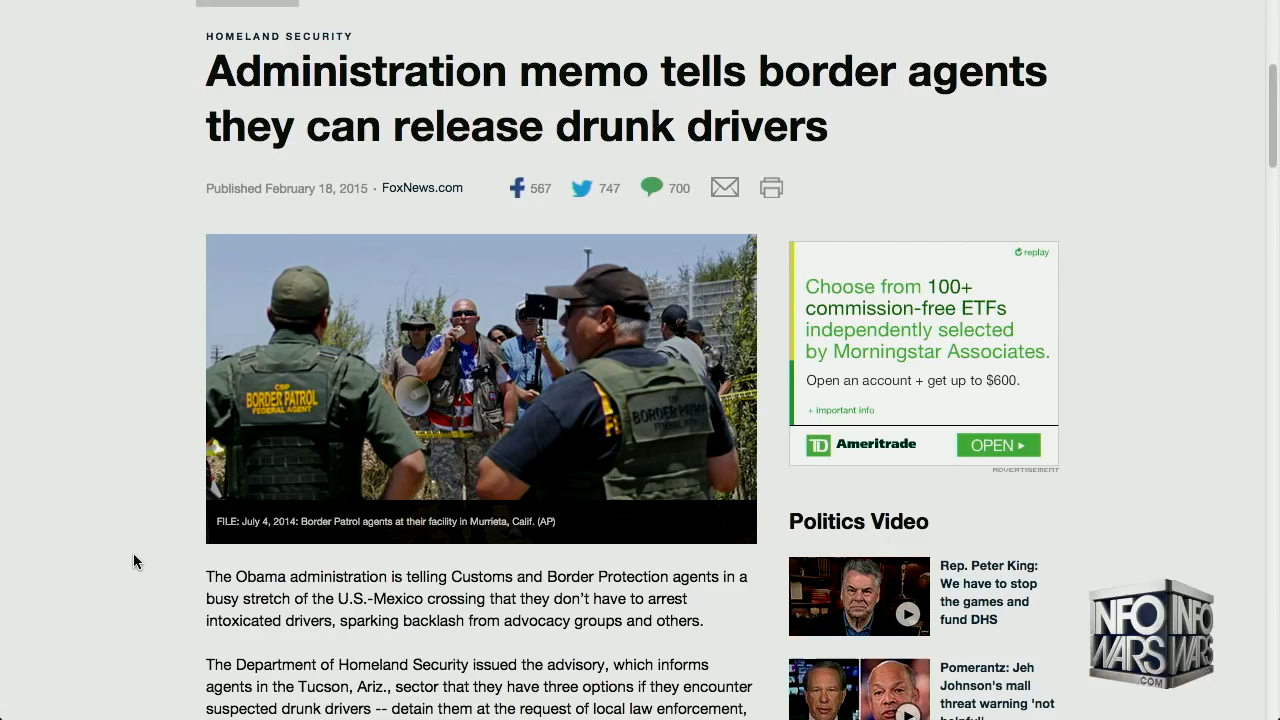 HOMELAND SECURITY
Administration memo tells border agents
they can release drunk drivers
Published February 18, 2015 · FoxNews.com
567
747
700
CBP
BORDER PATROL
FEDERAL AGENT
BORDER PATROL
FEDERAL AGENT
FILE: July 4, 2014: Border Patrol agents at their facility in Murrieta, Calif. (AP)
The Obama administration is telling Customs and Border Protection agents in a
busy stretch of the U.S.-Mexico crossing that they don't have to arrest
intoxicated drivers, sparking backlash from advocacy groups and others.
The Department of Homeland Security issued the advisory, which informs
agents in the Tucson, Ariz., sector that they have three options if they encounter
suspected drunk drivers -- detain them at the request of local law enforcement,
replay
Choose from 100+
commission-free ETFs
independently selected
by Morningstar Associates.
Open an account + get up to $600.
+ important info
TD Ameritrade
OPEN
ADVERTISEMENT
Politics Video
Rep. Peter King:
We have to stop
the games and
fund DHS
Pomerantz: Jeh
Johnson's mall
threat warning 'not
helpful'
INFO
WARS
.COM
INFO
WARS